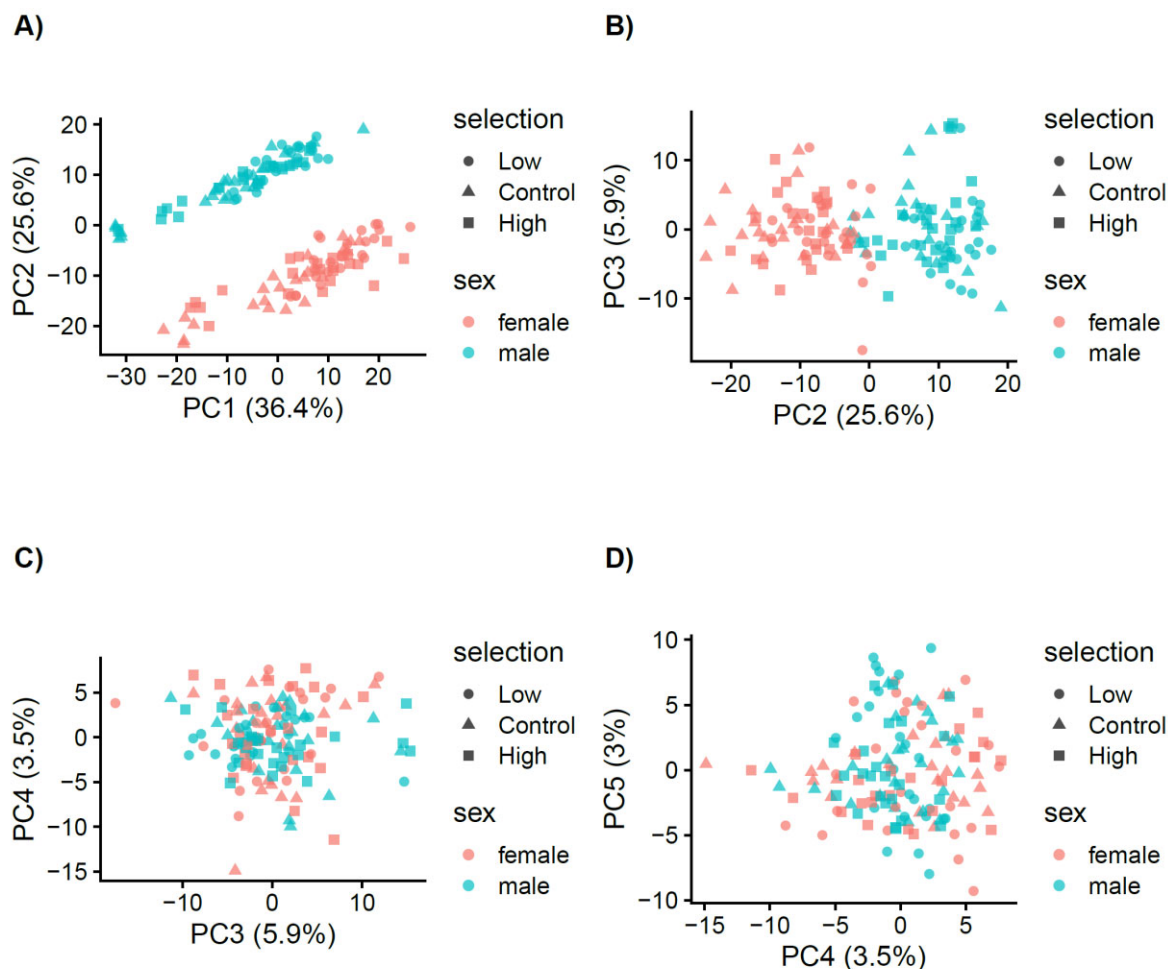 A)
PC2 (25.6%)
20
10
0
−10
−20
−30 −20 −10 0 10 20
PC1 (36.4%)
selection
Low
Control
High
sex
female
male
B)
PC3 (5.9%)
10
0
−10
−20 −10 0 10 20
PC2 (25.6%)
selection
Low
Control
High
sex
female
male
C)
PC4 (3.5%)
5
0
−5
−10
−15
−10 0 10
PC3 (5.9%)
selection
Low
Control
High
sex
female
male
D)
PC5 (3%)
10
5
0
−5
−10
−15 −10 −5 0 5
PC4 (3.5%)
selection
Low
Control
High
sex
female
male